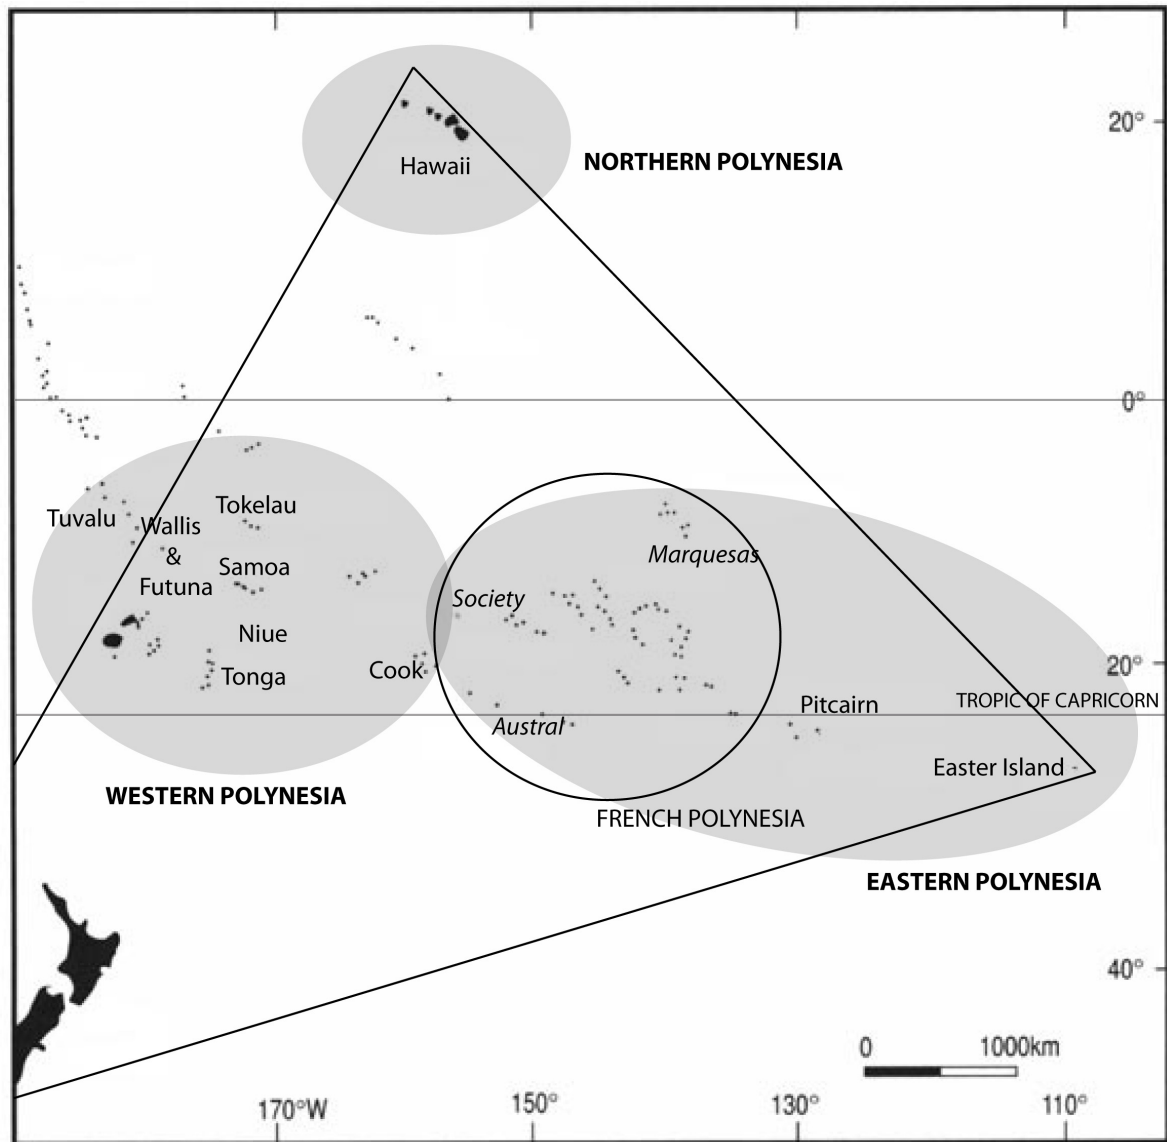 20°
Hawaii
NORTHERN POLYNESIA
0°
Tuvalu
Wallis
&
Futuna
Tokelau
Samoa
Niue
Tonga
Cook
Society
Marquesas
Austral
20°
TROPIC OF CAPRICORN
Pitcairn
Easter Island
WESTERN POLYNESIA
FRENCH POLYNESIA
EASTERN POLYNESIA
40°
0 1000km
170°W 150° 130° 110°